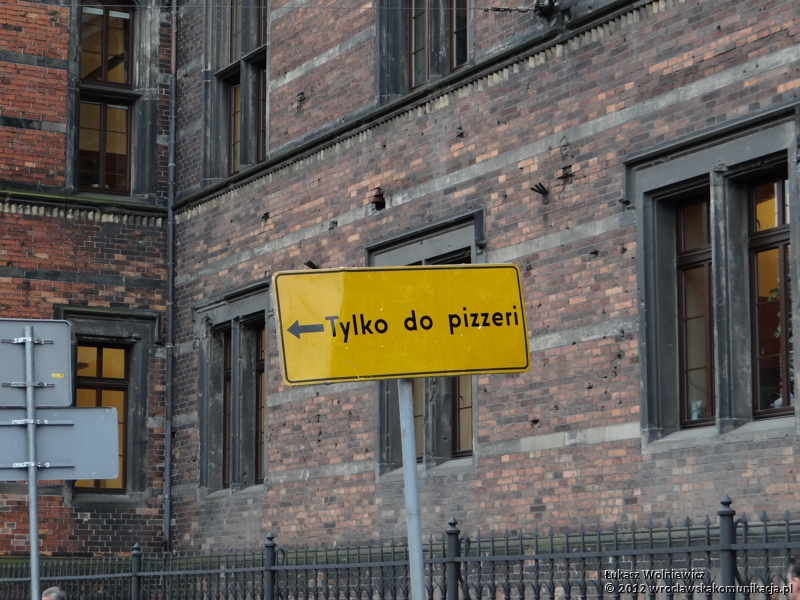 Tylko do pizzeri
Łukasz Wolniewicz
© 2012 wroclawskakomunikacja.pl